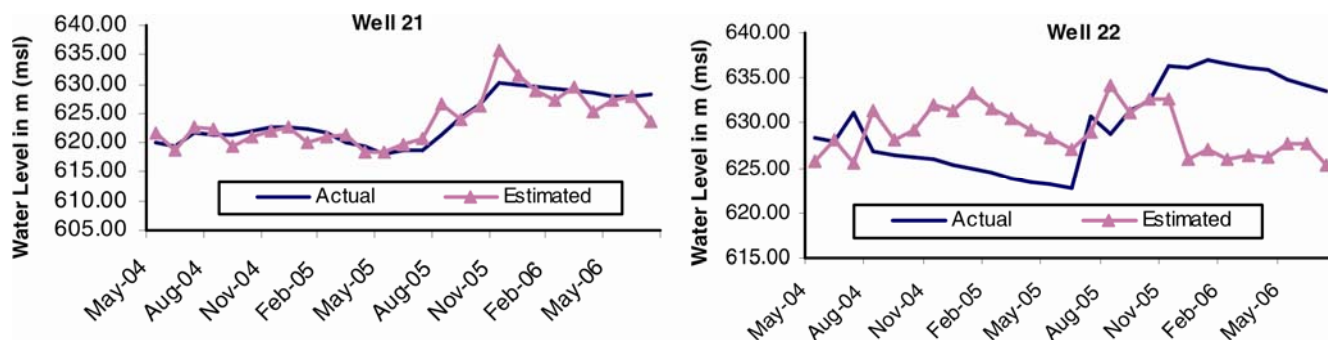 Well 21
Water Level in m (msl)
640.00
635.00
630.00
625.00
620.00
615.00
610.00
605.00
Actual
Estimated
May-04
Aug-04
Nov-04
Feb-05
May-05
Aug-05
Nov-05
Feb-06
May-06
Well 22
Water Level in m (msl)
640.00
635.00
630.00
625.00
620.00
615.00
Actual
Estimated
May-04
Aug-04
Nov-04
Feb-05
May-05
Aug-05
Nov-05
Feb-06
May-06